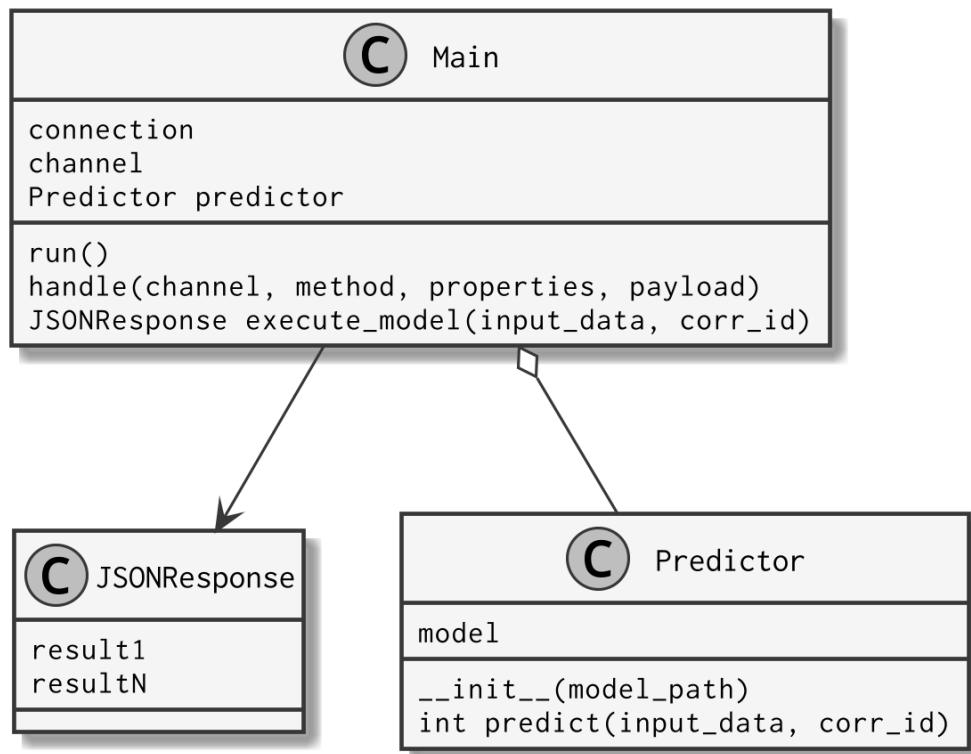 C Main
connection
channel
Predictor predictor
run()
handle(channel, method, properties, payload)
JSONResponse execute_model(input_data, corr_id)
C JSONResponse
result1
resultN
C Predictor
model
__init__(model_path)
int predict(input_data, corr_id)